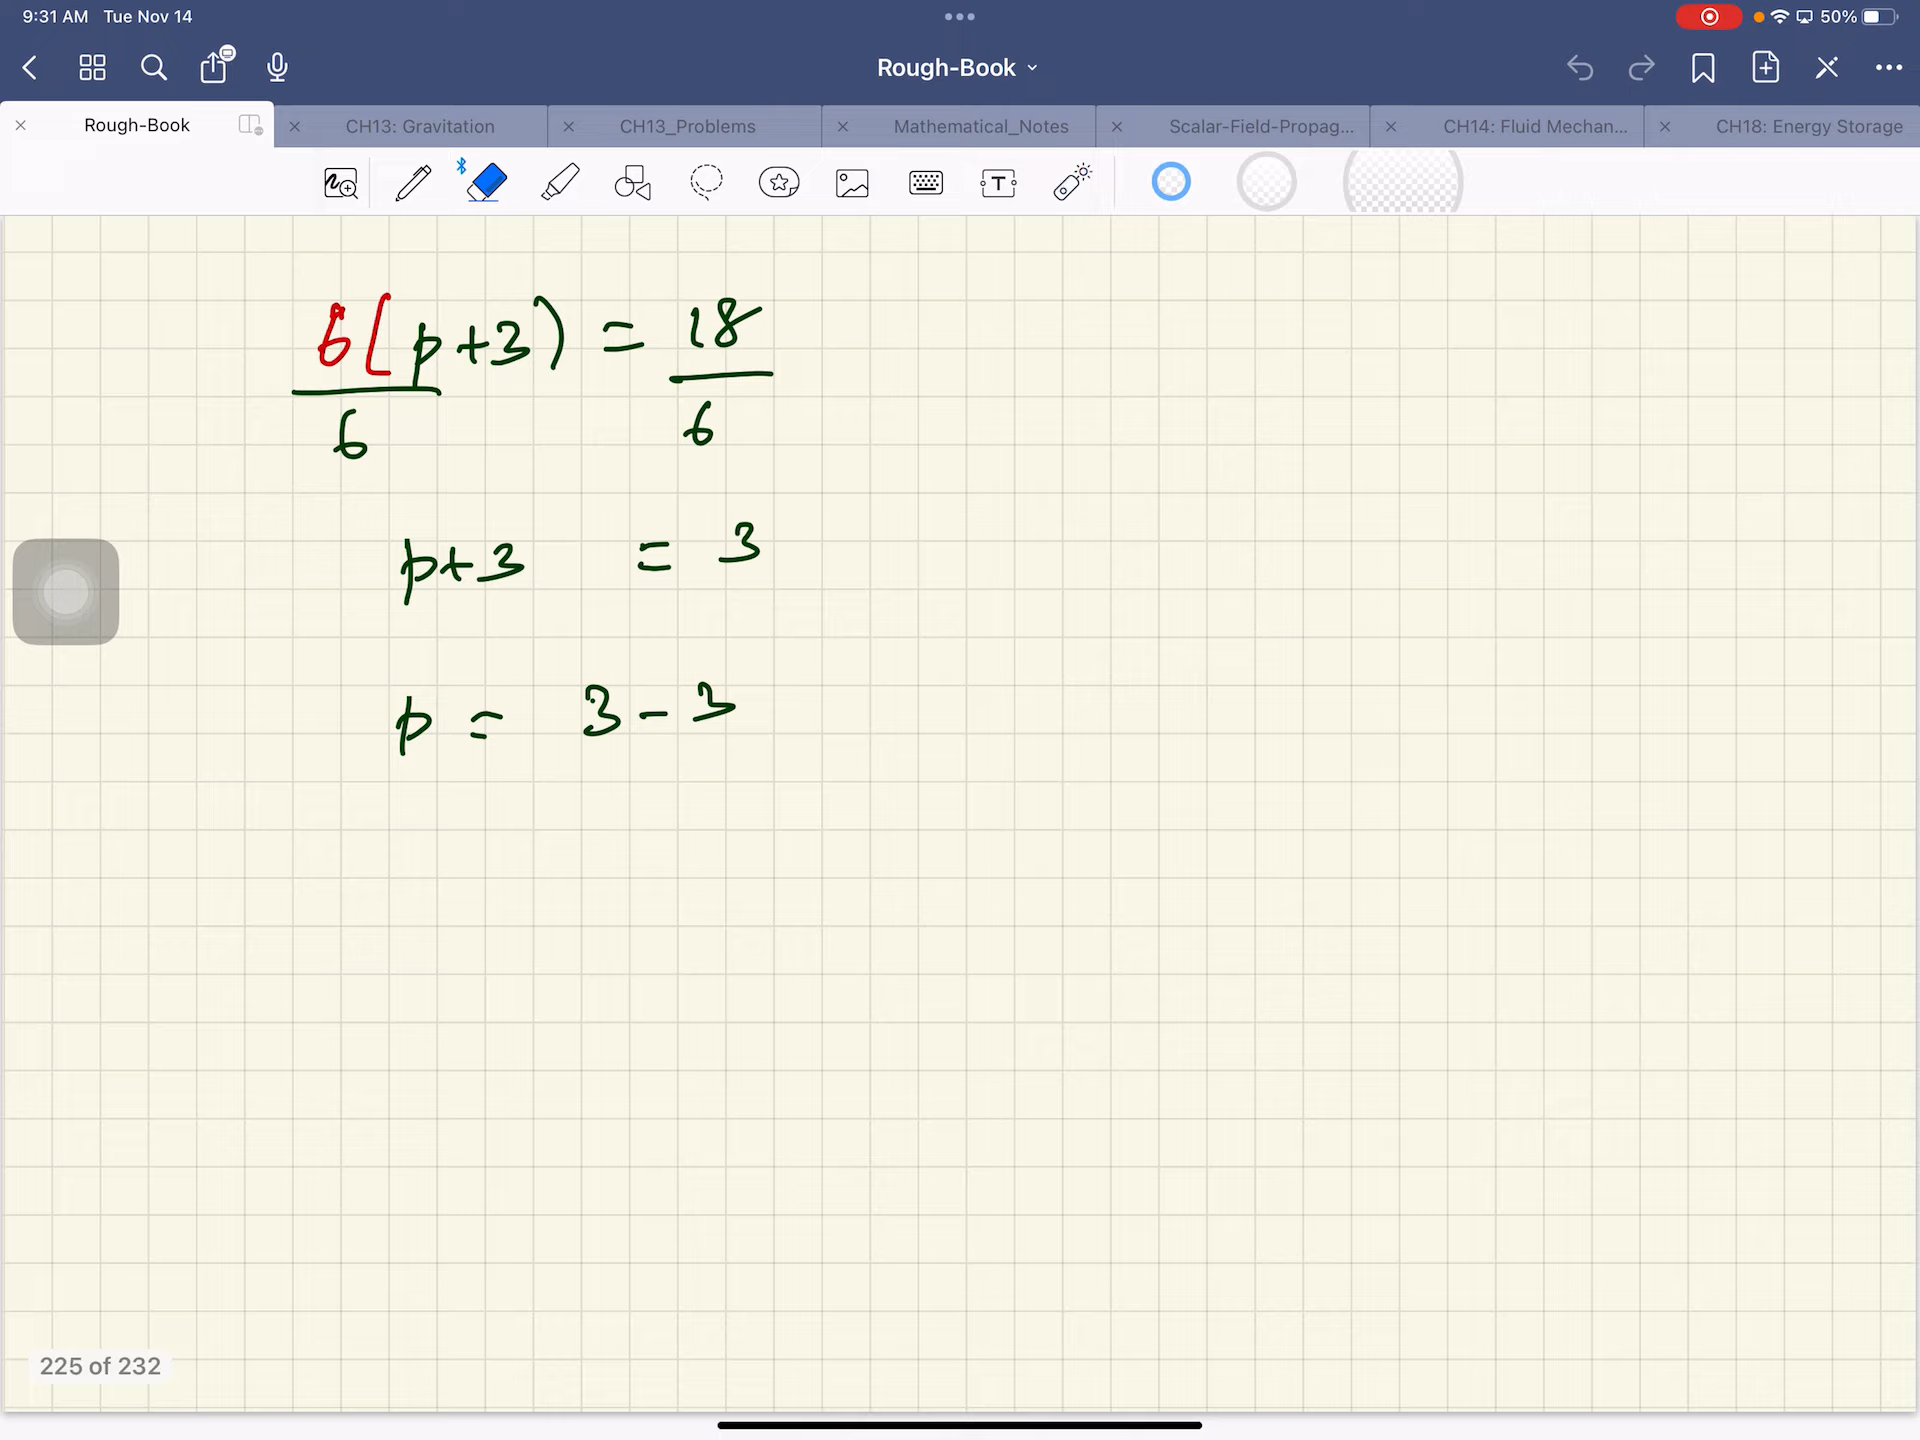 9:31 AM Tue Nov 14
50%
Rough-Book
Rough-Book CH13: Gravitation CH13_Problems Mathematical_Notes Scalar-Field-Propag... CH14: Fluid Mechan... CH18: Energy Storage
T
6(p+3) = 18
6 6
p+3 = 3
p = 3-3
225 of 232